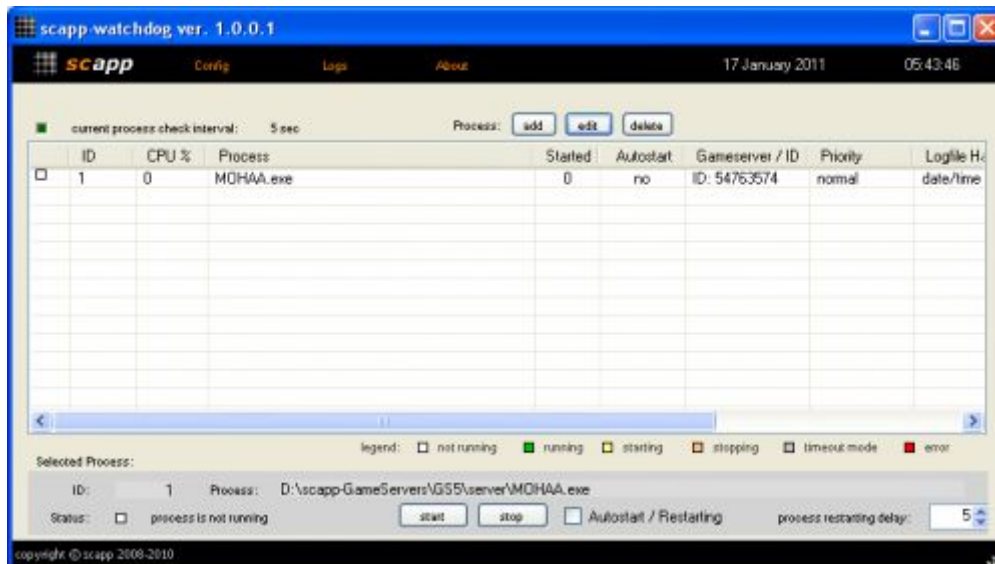 scapp-watchdog ver. 1.0.0.1
scapp Config Logs About 17 January 2011 05:43:46
current process check interval: 5 sec Process: add edit delete
ID CPU % Process Started Autostart Gameserver / ID Priority Logfile Ha
1 0 MOHAA.exe 0 no ID: 54763574 normal date/time
legend: not running running starting stopping timeout mode error
Selected Process:
ID: 1 Process: D:\scapp-GameServers\GS5\server\MOHAA.exe
Status: process is not running start stop Autostart / Restarting process restarting delay: 5
copyright © scapp 2008-2010